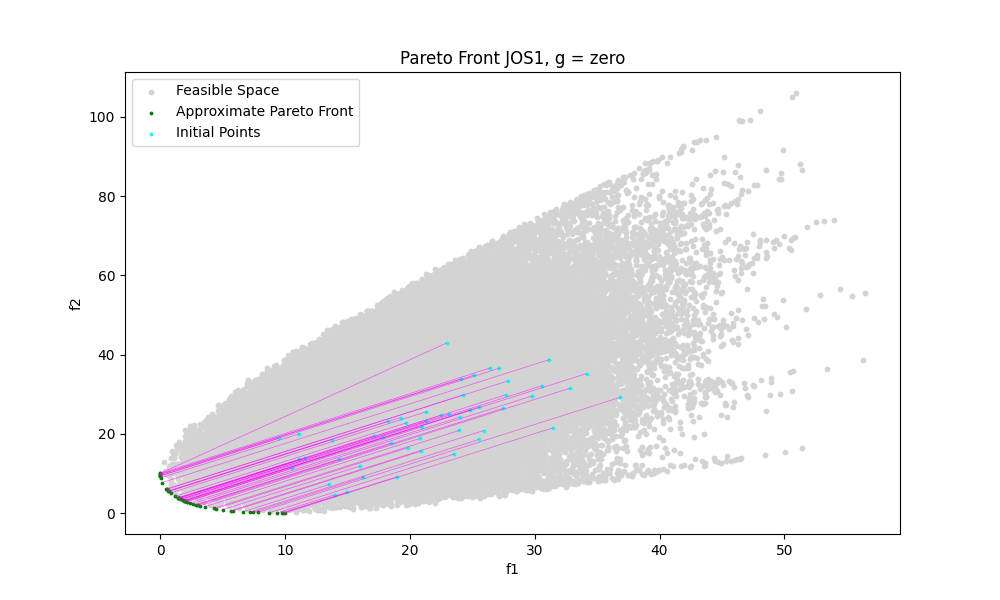 Pareto Front JOS1, g = zero
Feasible Space
Approximate Pareto Front
Initial Points
100
80
60
40
20
0
f2
0 10 20 30 40 50
f1